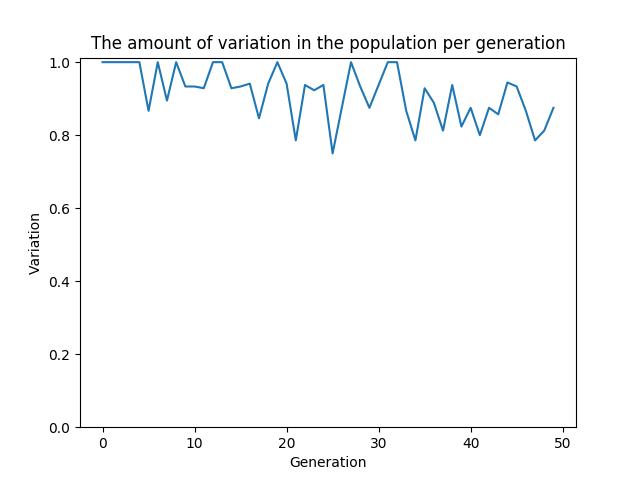 The amount of variation in the population per generation
1.0
0.8
0.6
0.4
0.2
0.0
Variation
0 10 20 30 40 50
Generation